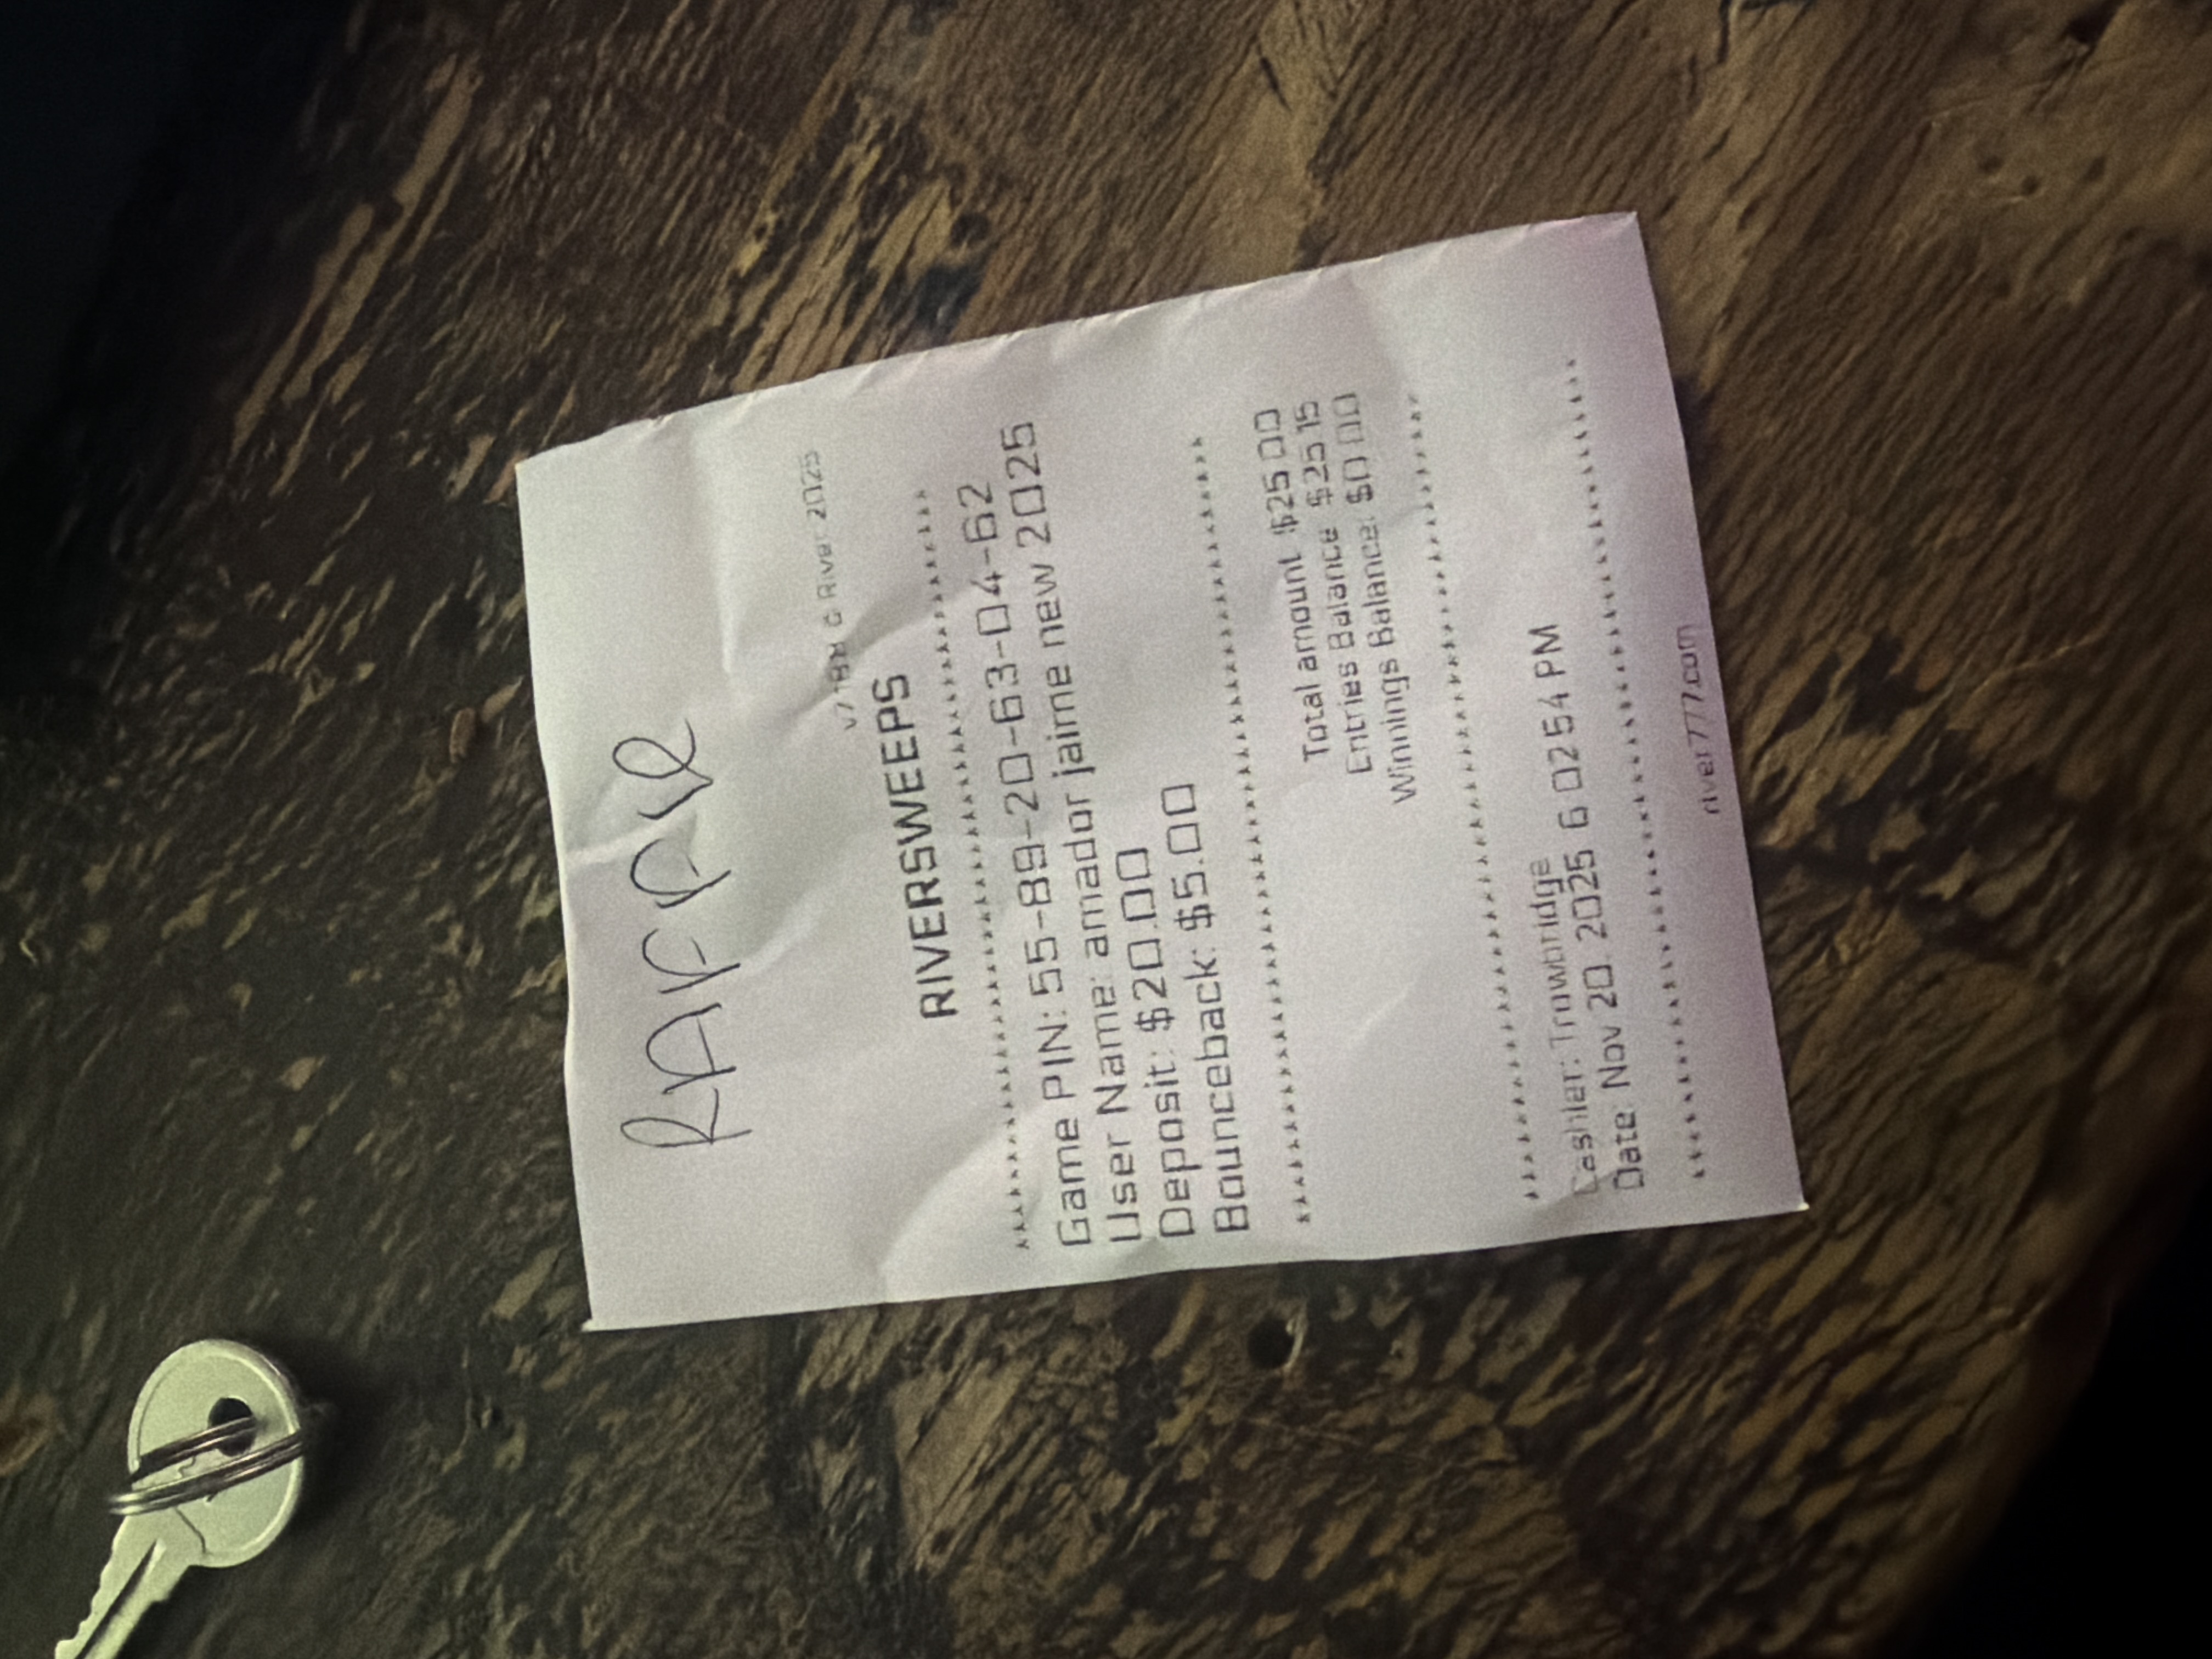 RIVERSWEEPS
Game PIN: 55-89-20-63-04-62
User Name: amador jaime new 2025
Deposit: $20.00
Bounceback: $5.00
Total amount $25 00
Entries Balance $25 15
Winnings Balance: $0 00
Cashier: Trowbridge
Date Nov 20 2025 6 02 54 PM
river777.com
River 2025